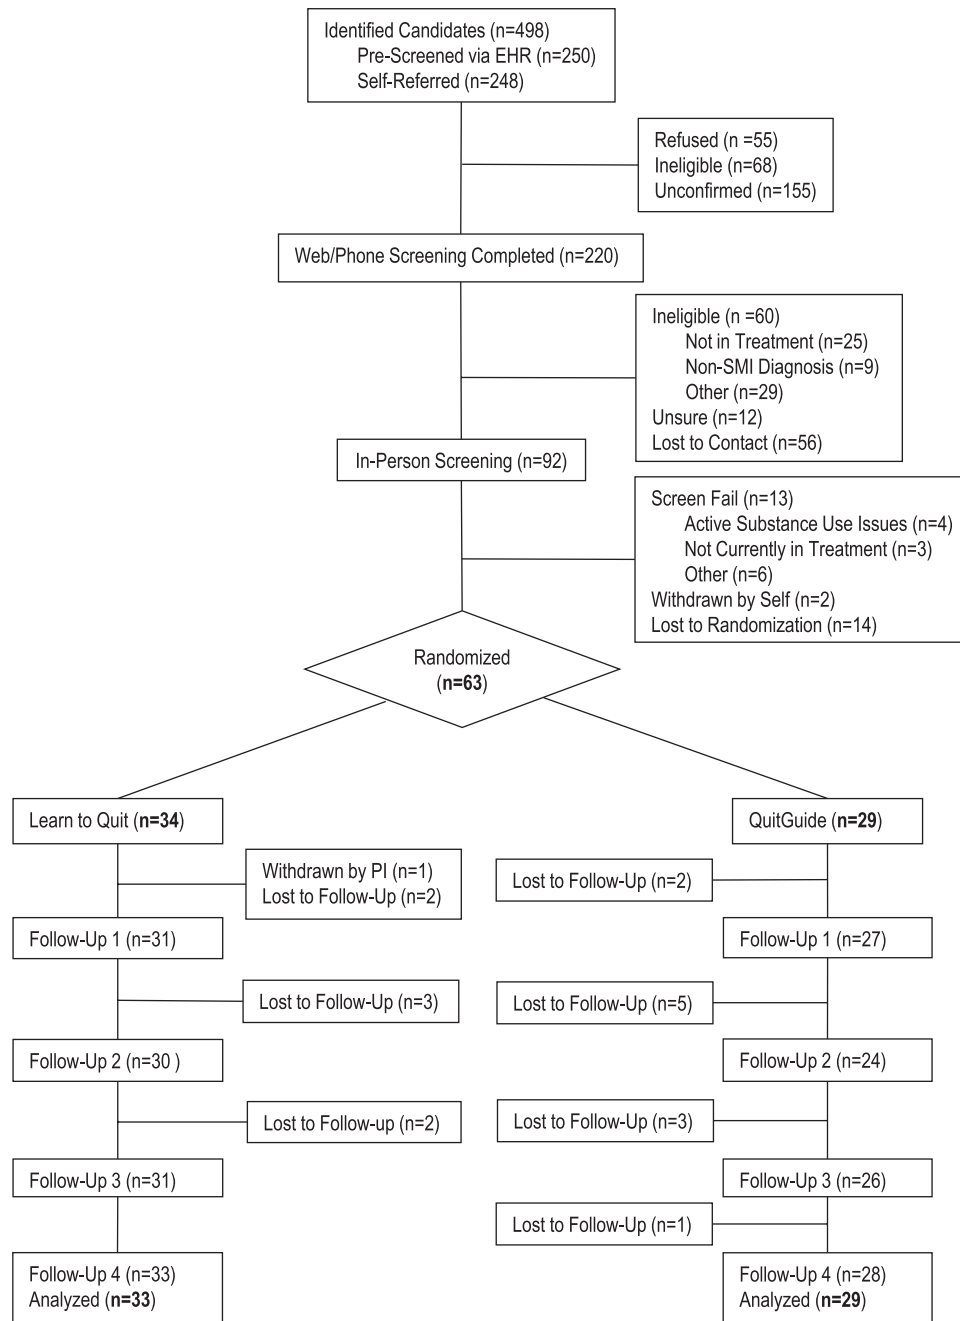 Identified Candidates (n=498)
Pre-Screened via EHR (n=250)
Self-Referred (n=248)
Refused (n =55)
Ineligible (n=68)
Unconfirmed (n=155)
Web/Phone Screening Completed (n=220)
Ineligible (n =60)
Not in Treatment (n=25)
Non-SMI Diagnosis (n=9)
Other (n=29)
Unsure (n=12)
Lost to Contact (n=56)
In-Person Screening (n=92)
Screen Fail (n=13)
Active Substance Use Issues (n=4)
Not Currently in Treatment (n=3)
Other (n=6)
Withdrawn by Self (n=2)
Lost to Randomization (n=14)
Randomized
(n=63)
Learn to Quit (n=34)
QuitGuide (n=29)
Withdrawn by PI (n=1)
Lost to Follow-Up (n=2)
Lost to Follow-Up (n=2)
Follow-Up 1 (n=31)
Follow-Up 1 (n=27)
Lost to Follow-Up (n=3)
Lost to Follow-Up (n=5)
Follow-Up 2 (n=30 )
Follow-Up 2 (n=24)
Lost to Follow-up (n=2)
Lost to Follow-Up (n=3)
Follow-Up 3 (n=31)
Follow-Up 3 (n=26)
Lost to Follow-Up (n=1)
Follow-Up 4 (n=33)
Analyzed (n=33)
Follow-Up 4 (n=28)
Analyzed (n=29)